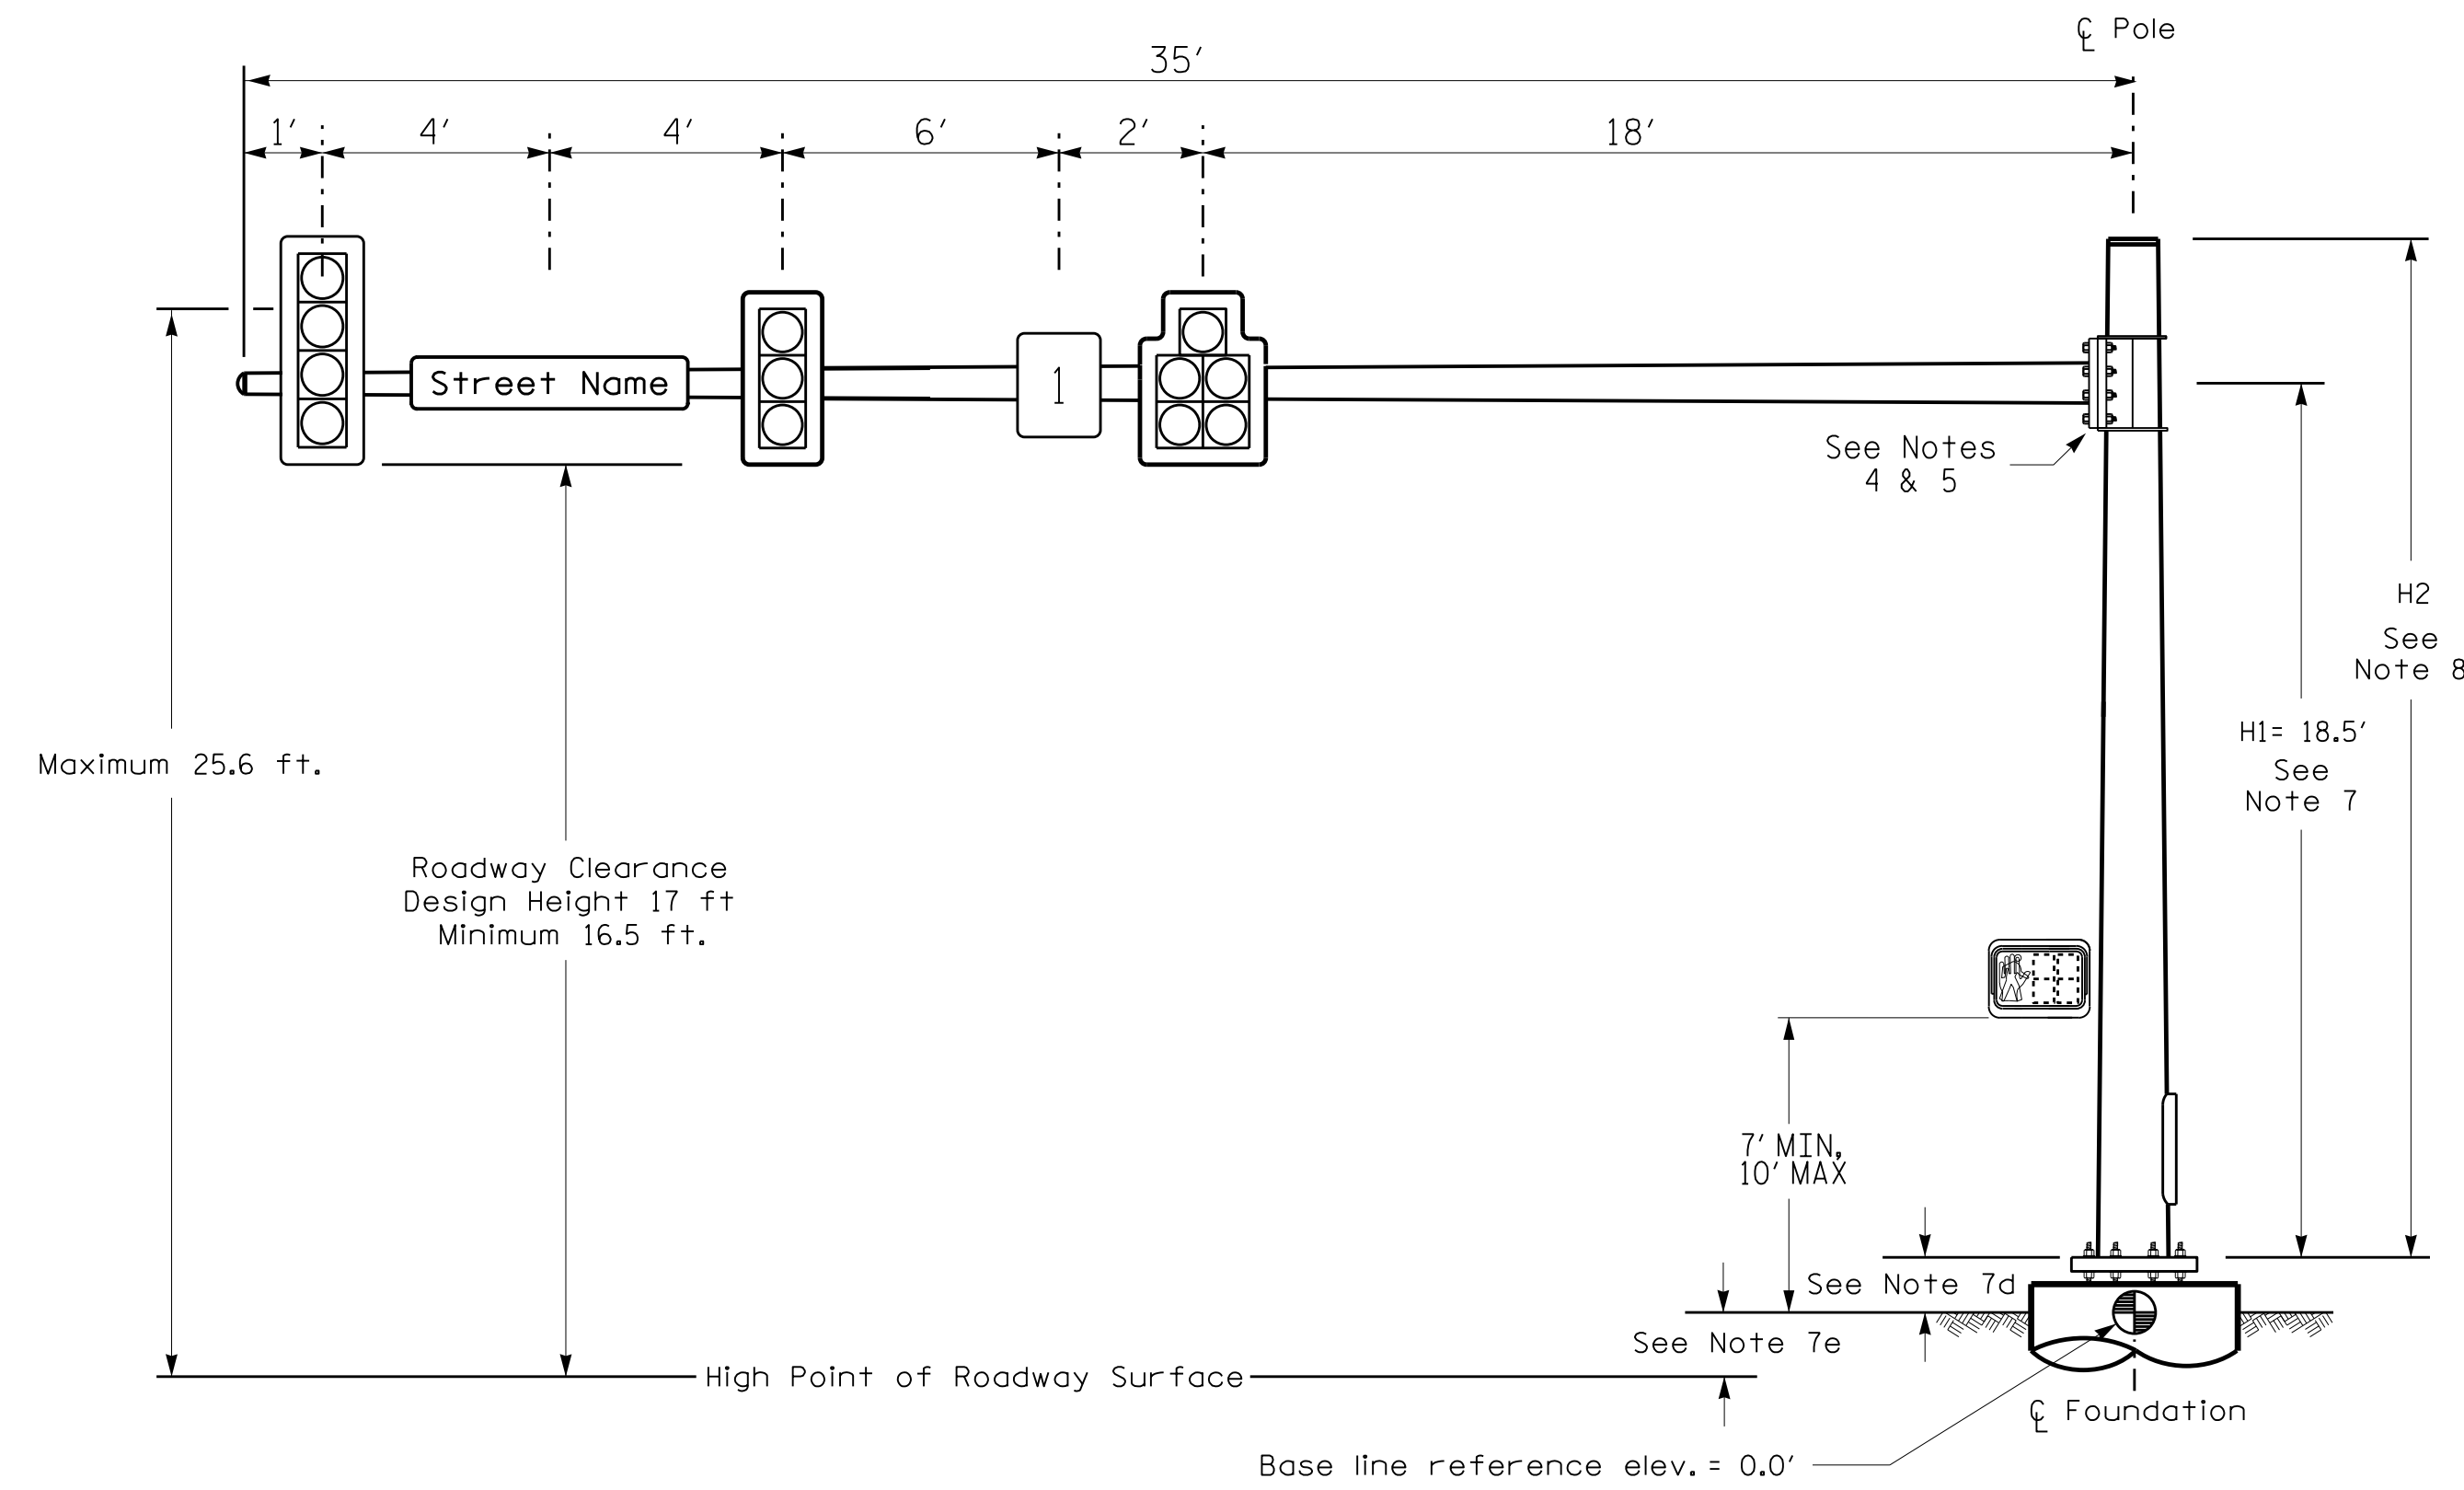 ℄ Pole
35'
1' 4' 4' 6' 2' 18'
Street Name
1
See Notes
4 & 5
H2
See
Note 8
H1= 18.5'
See
Note 7
Maximum 25.6 ft.
Roadway Clearance
Design Height 17 ft
Minimum 16.5 ft.
7' MIN,
10' MAX
See Note 7d
See Note 7e
High Point of Roadway Surface
℄ Foundation
Base line reference elev. = 0.0'